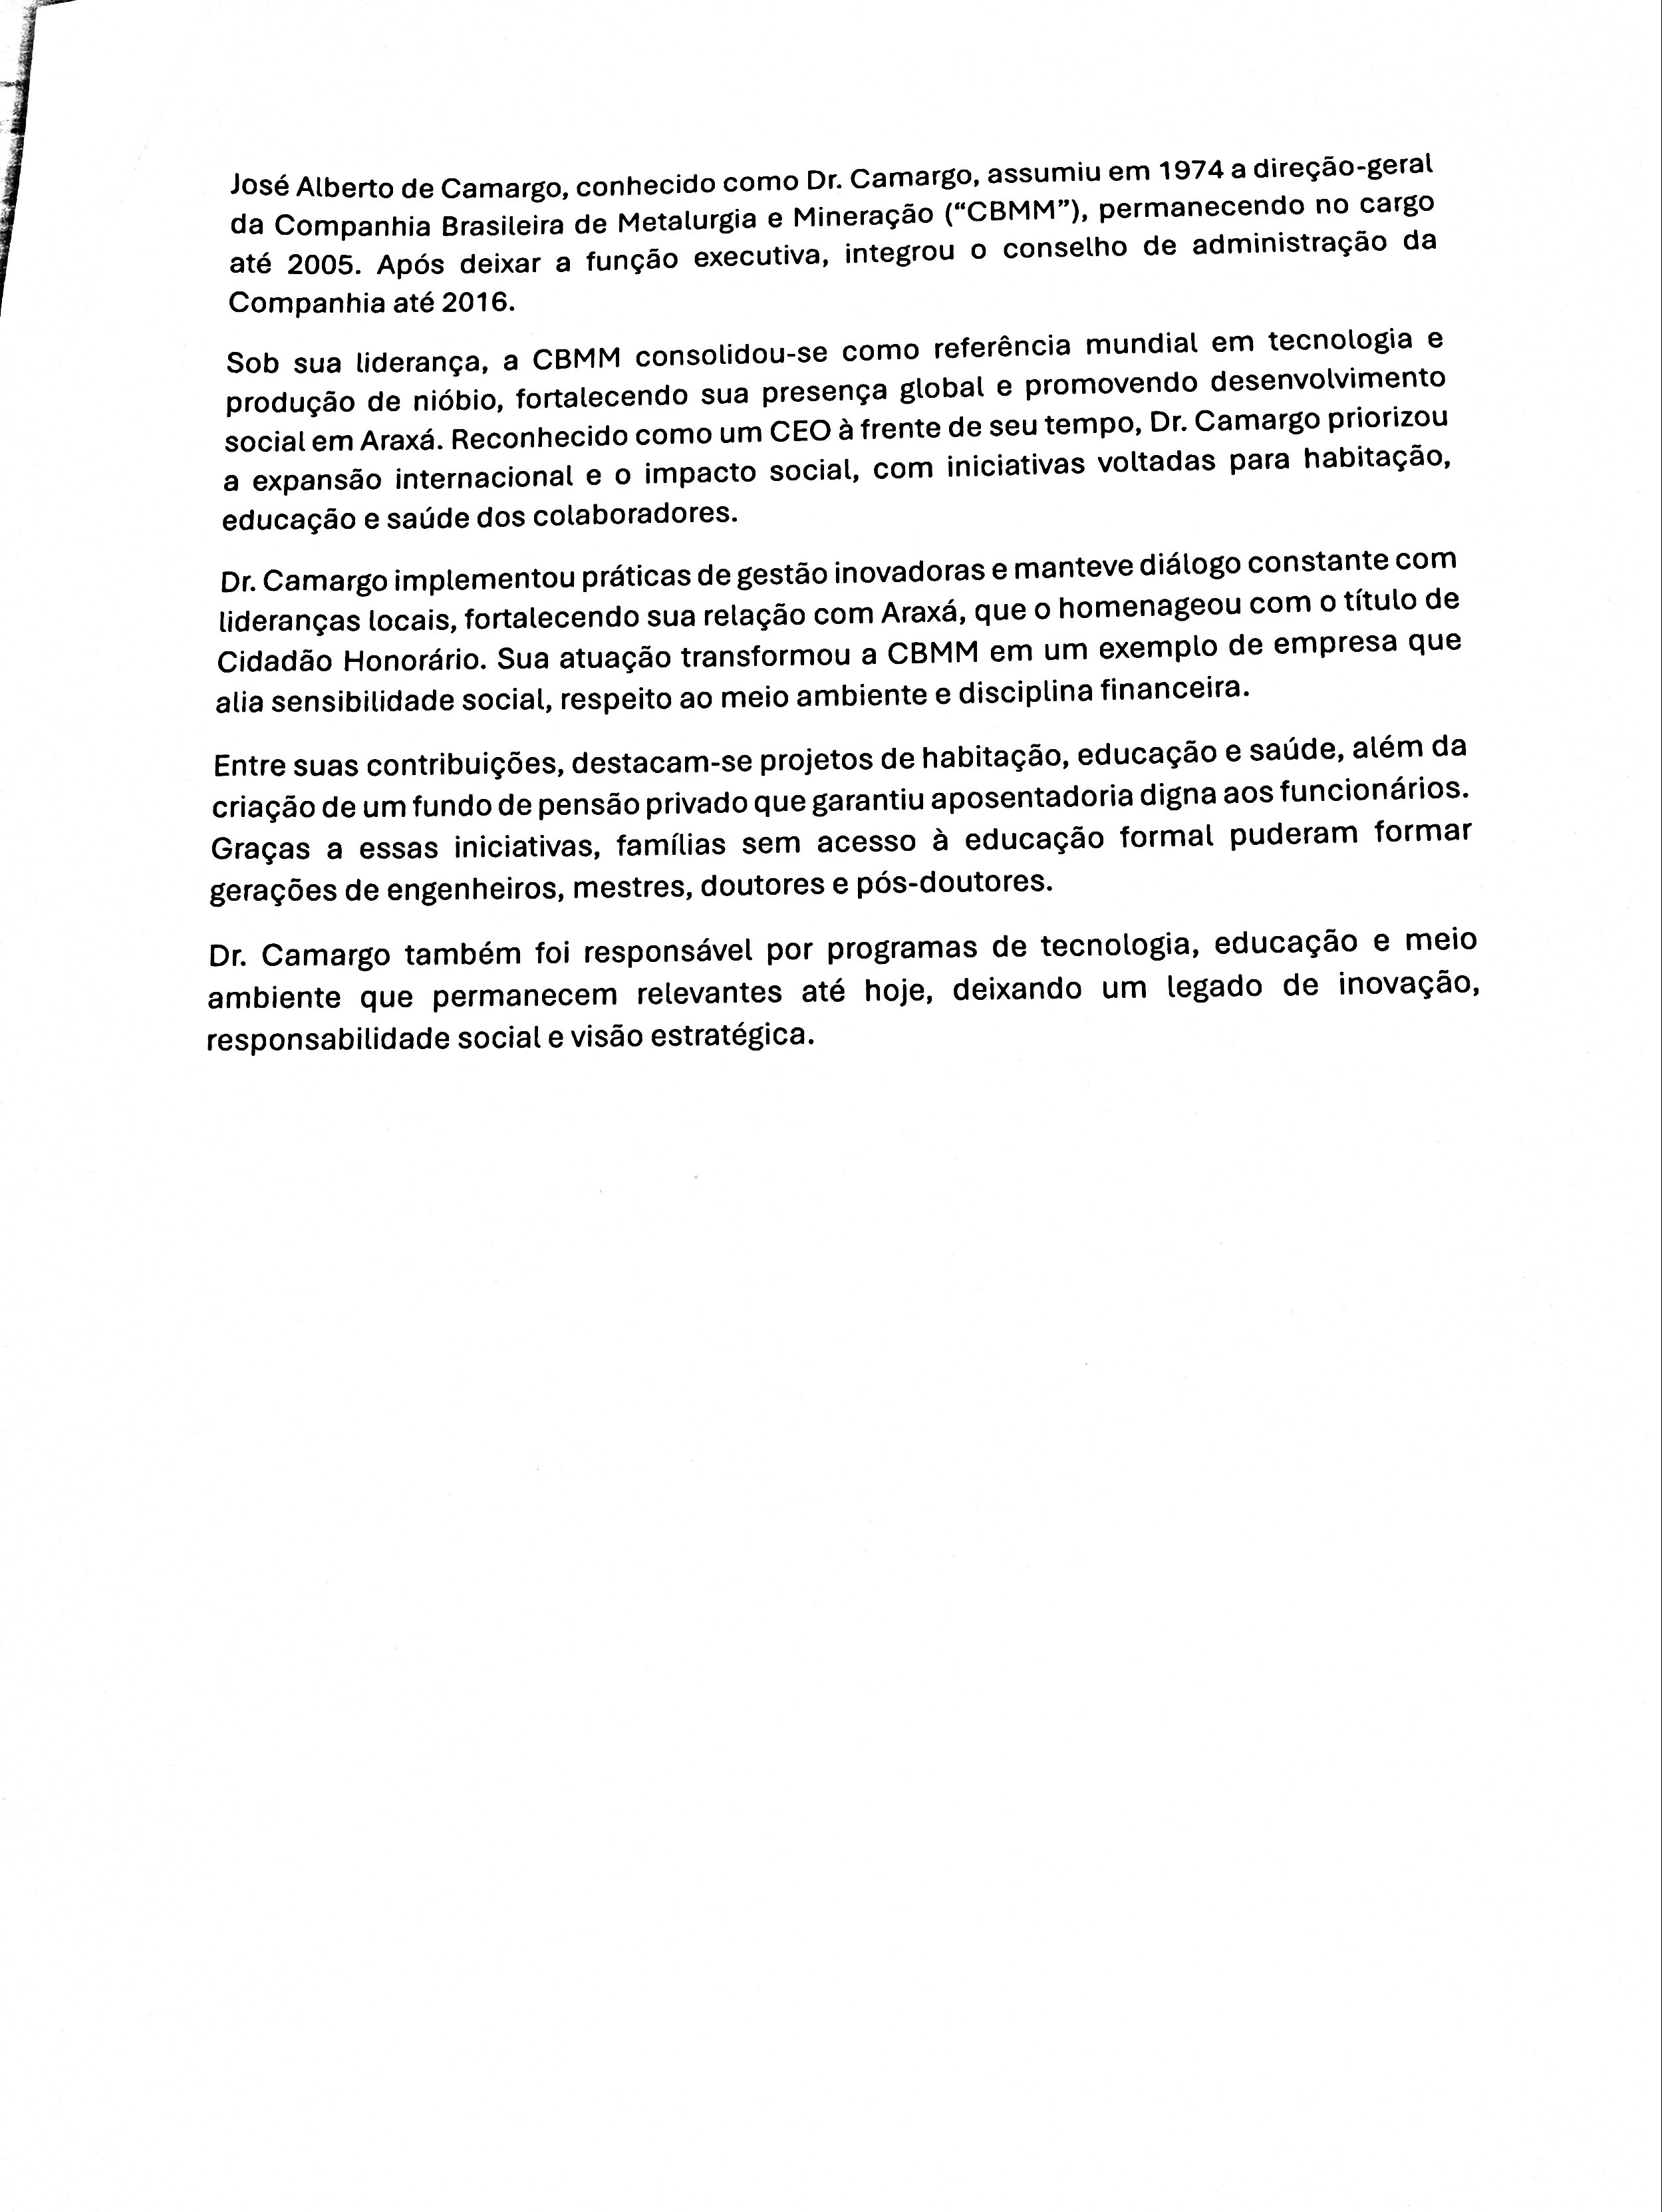 José Alberto de Camargo, conhecido como Dr. Camargo, assumiu em 1974 a direção-geral
da Companhia Brasileira de Metalurgia e Mineração (“CBMM”), permanecendo no cargo
até 2005. Após deixar a função executiva, integrou o conselho de administração da
Companhia até 2016.
Sob sua liderança, a CBMM consolidou-se como referência mundial em tecnologia e
produção de nióbio, fortalecendo sua presença global e promovendo desenvolvimento
social em Araxá. Reconhecido como um CEO à frente de seu tempo, Dr. Camargo priorizou
a expansão internacional e o impacto social, com iniciativas voltadas para habitação,
educação e saúde dos colaboradores.
Dr. Camargo implementou práticas de gestão inovadoras e manteve diálogo constante com
lideranças locais, fortalecendo sua relação com Araxá, que o homenageou com o título de
Cidadão Honorário. Sua atuação transformou a CBMM em um exemplo de empresa que
alia sensibilidade social, respeito ao meio ambiente e disciplina financeira.
Entre suas contribuições, destacam-se projetos de habitação, educação e saúde, além da
criação de um fundo de pensão privado que garantiu aposentadoria digna aos funcionários.
Graças a essas iniciativas, famílias sem acesso à educação formal puderam formar
gerações de engenheiros, mestres, doutores e pós-doutores.
Dr. Camargo também foi responsável por programas de tecnologia, educação e meio
ambiente que permanecem relevantes até hoje, deixando um legado de inovação,
responsabilidade social e visão estratégica.